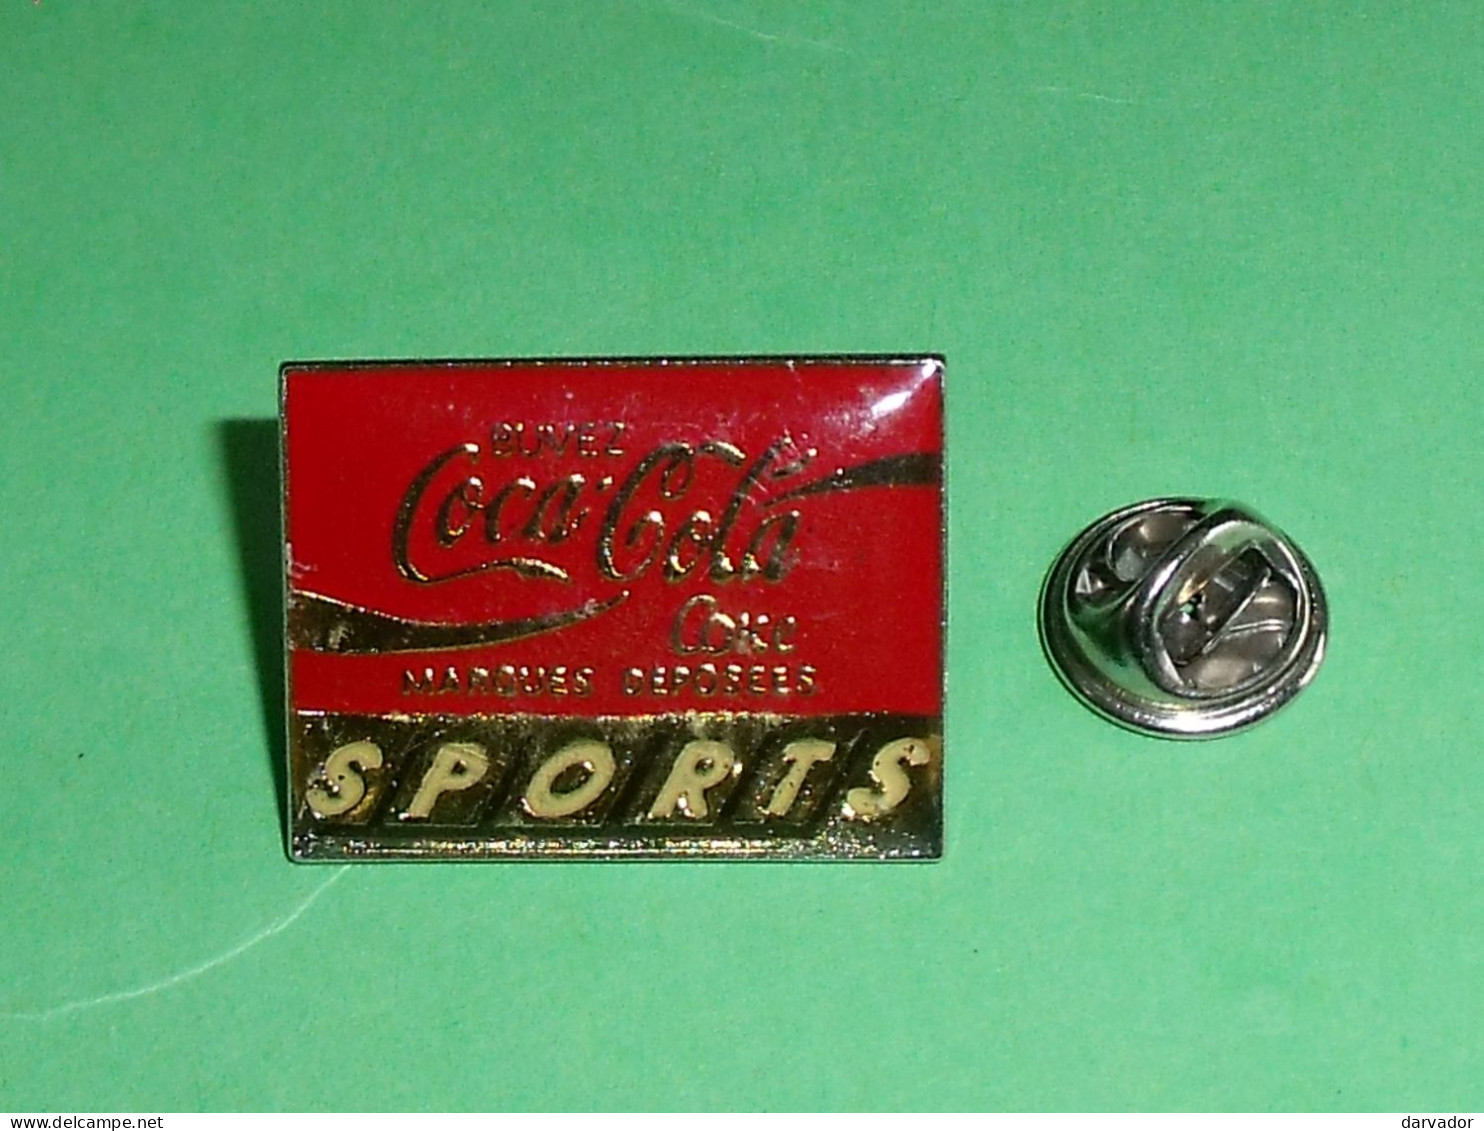 BUVEZ
Coca-Cola
Coke
MARQUES DEPOSEES
SPORTS
www.delcampe.net
darvador